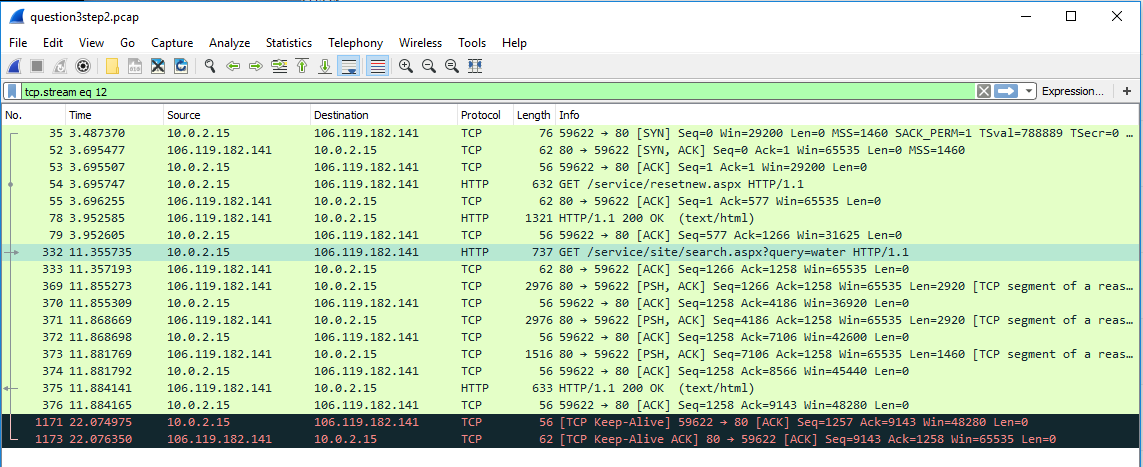 question3step2.pcap
File Edit View Go Capture Analyze Statistics Telephony Wireless Tools Help
tcp.stream eq 12 Expression... +
No. Time Source Destination Protocol Length Info
35 3.487370 10.0.2.15 106.119.182.141 TCP 76 59622 → 80 [SYN] Seq=0 Win=29200 Len=0 MSS=1460 SACK_PERM=1 TSval=788889 TSecr=0 …
52 3.695477 106.119.182.141 10.0.2.15 TCP 62 80 → 59622 [SYN, ACK] Seq=0 Ack=1 Win=65535 Len=0 MSS=1460
53 3.695507 10.0.2.15 106.119.182.141 TCP 56 59622 → 80 [ACK] Seq=1 Ack=1 Win=29200 Len=0
54 3.695747 10.0.2.15 106.119.182.141 HTTP 632 GET /service/resetnew.aspx HTTP/1.1
55 3.696255 106.119.182.141 10.0.2.15 TCP 62 80 → 59622 [ACK] Seq=1 Ack=577 Win=65535 Len=0
78 3.952585 106.119.182.141 10.0.2.15 HTTP 1321 HTTP/1.1 200 OK (text/html)
79 3.952605 10.0.2.15 106.119.182.141 TCP 56 59622 → 80 [ACK] Seq=577 Ack=1266 Win=31625 Len=0
332 11.355735 10.0.2.15 106.119.182.141 HTTP 737 GET /service/site/search.aspx?query=water HTTP/1.1
333 11.357193 106.119.182.141 10.0.2.15 TCP 62 80 → 59622 [ACK] Seq=1266 Ack=1258 Win=65535 Len=0
369 11.855273 106.119.182.141 10.0.2.15 TCP 2976 80 → 59622 [PSH, ACK] Seq=1266 Ack=1258 Win=65535 Len=2920 [TCP segment of a reas…
370 11.855309 10.0.2.15 106.119.182.141 TCP 56 59622 → 80 [ACK] Seq=1258 Ack=4186 Win=36920 Len=0
371 11.868669 106.119.182.141 10.0.2.15 TCP 2976 80 → 59622 [PSH, ACK] Seq=4186 Ack=1258 Win=65535 Len=2920 [TCP segment of a reas…
372 11.868698 10.0.2.15 106.119.182.141 TCP 56 59622 → 80 [ACK] Seq=1258 Ack=7106 Win=42600 Len=0
373 11.881769 106.119.182.141 10.0.2.15 TCP 1516 80 → 59622 [PSH, ACK] Seq=7106 Ack=1258 Win=65535 Len=1460 [TCP segment of a reas…
374 11.881792 10.0.2.15 106.119.182.141 TCP 56 59622 → 80 [ACK] Seq=1258 Ack=8566 Win=45440 Len=0
375 11.884141 106.119.182.141 10.0.2.15 HTTP 633 HTTP/1.1 200 OK (text/html)
376 11.884165 10.0.2.15 106.119.182.141 TCP 56 59622 → 80 [ACK] Seq=1258 Ack=9143 Win=48280 Len=0
1171 22.074975 10.0.2.15 106.119.182.141 TCP 56 [TCP Keep-Alive] 59622 → 80 [ACK] Seq=1257 Ack=9143 Win=48280 Len=0
1173 22.076350 106.119.182.141 10.0.2.15 TCP 62 [TCP Keep-Alive ACK] 80 → 59622 [ACK] Seq=9143 Ack=1258 Win=65535 Len=0